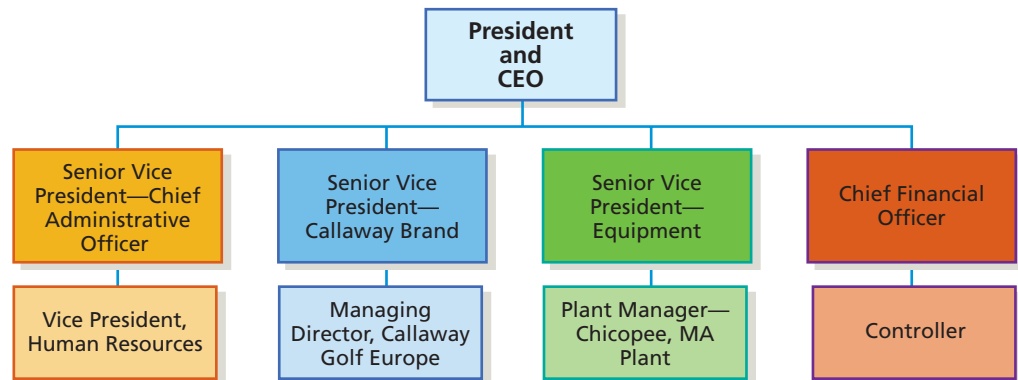 President
and
CEO
Senior Vice
President—Chief
Administrative
Officer
Senior Vice
President—
Callaway Brand
Senior Vice
President—
Equipment
Chief Financial
Officer
Vice President,
Human Resources
Managing
Director, Callaway
Golf Europe
Plant Manager—
Chicopee, MA
Plant
Controller